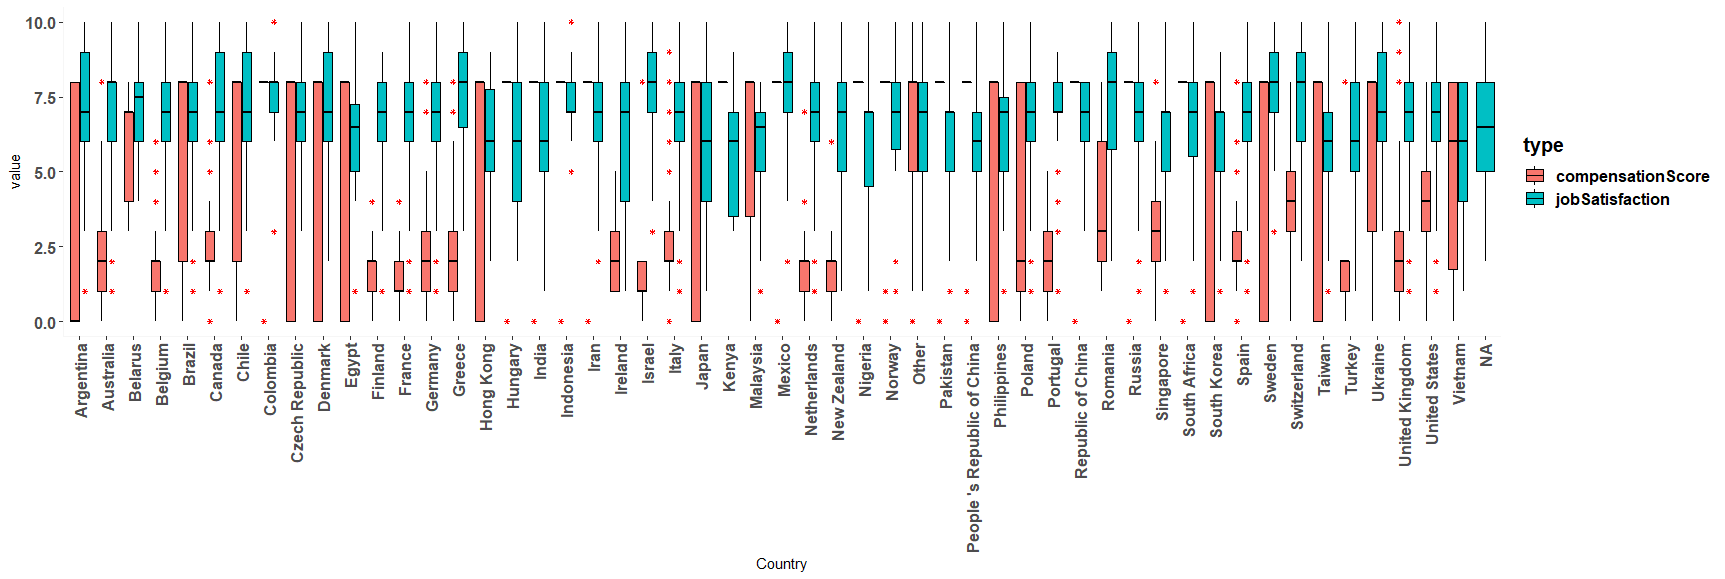 10.0
7.5
5.0
2.5
0.0
value
Argentina
Australia
Belarus
Belgium
Brazil
Canada
Chile
Colombia
Czech Republic
Denmark
Egypt
Finland
France
Germany
Greece
Hong Kong
Hungary
India
Indonesia
Iran
Ireland
Israel
Italy
Japan
Kenya
Malaysia
Mexico
Netherlands
New Zealand
Nigeria
Norway
Other
Pakistan
People 's Republic of China
Philippines
Poland
Portugal
Republic of China
Romania
Russia
Singapore
South Africa
South Korea
Spain
Sweden
Switzerland
Taiwan
Turkey
Ukraine
United Kingdom
United States
Vietnam
NA
Country
type
compensationScore
jobSatisfaction